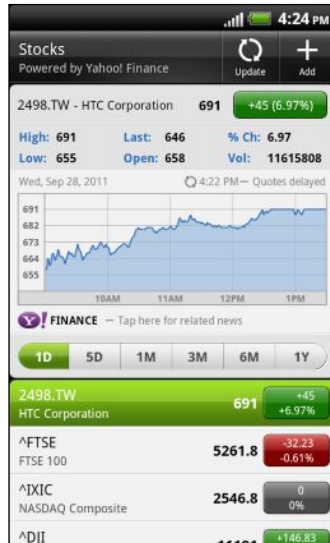 4:24 PM
Stocks
Powered by Yahoo! Finance
Update
Add
2498.TW - HTC Corporation 691 +45 (6.97%)
High: 691 Last: 646 % Ch: 6.97
Low: 655 Open: 658 Vol: 11615808
Wed, Sep 28, 2011 4:22 PM— Quotes delayed
691
682
673
664
655
10AM 11AM 12PM 1PM
Y! FINANCE — Tap here for related news
1D 5D 1M 3M 6M 1Y
2498.TW
HTC Corporation
691
+45
+6.97%
^FTSE
FTSE 100
5261.8
-32.23
-0.61%
^IXIC
NASDAQ Composite
2546.8
0
0%
^DJI
+146.83